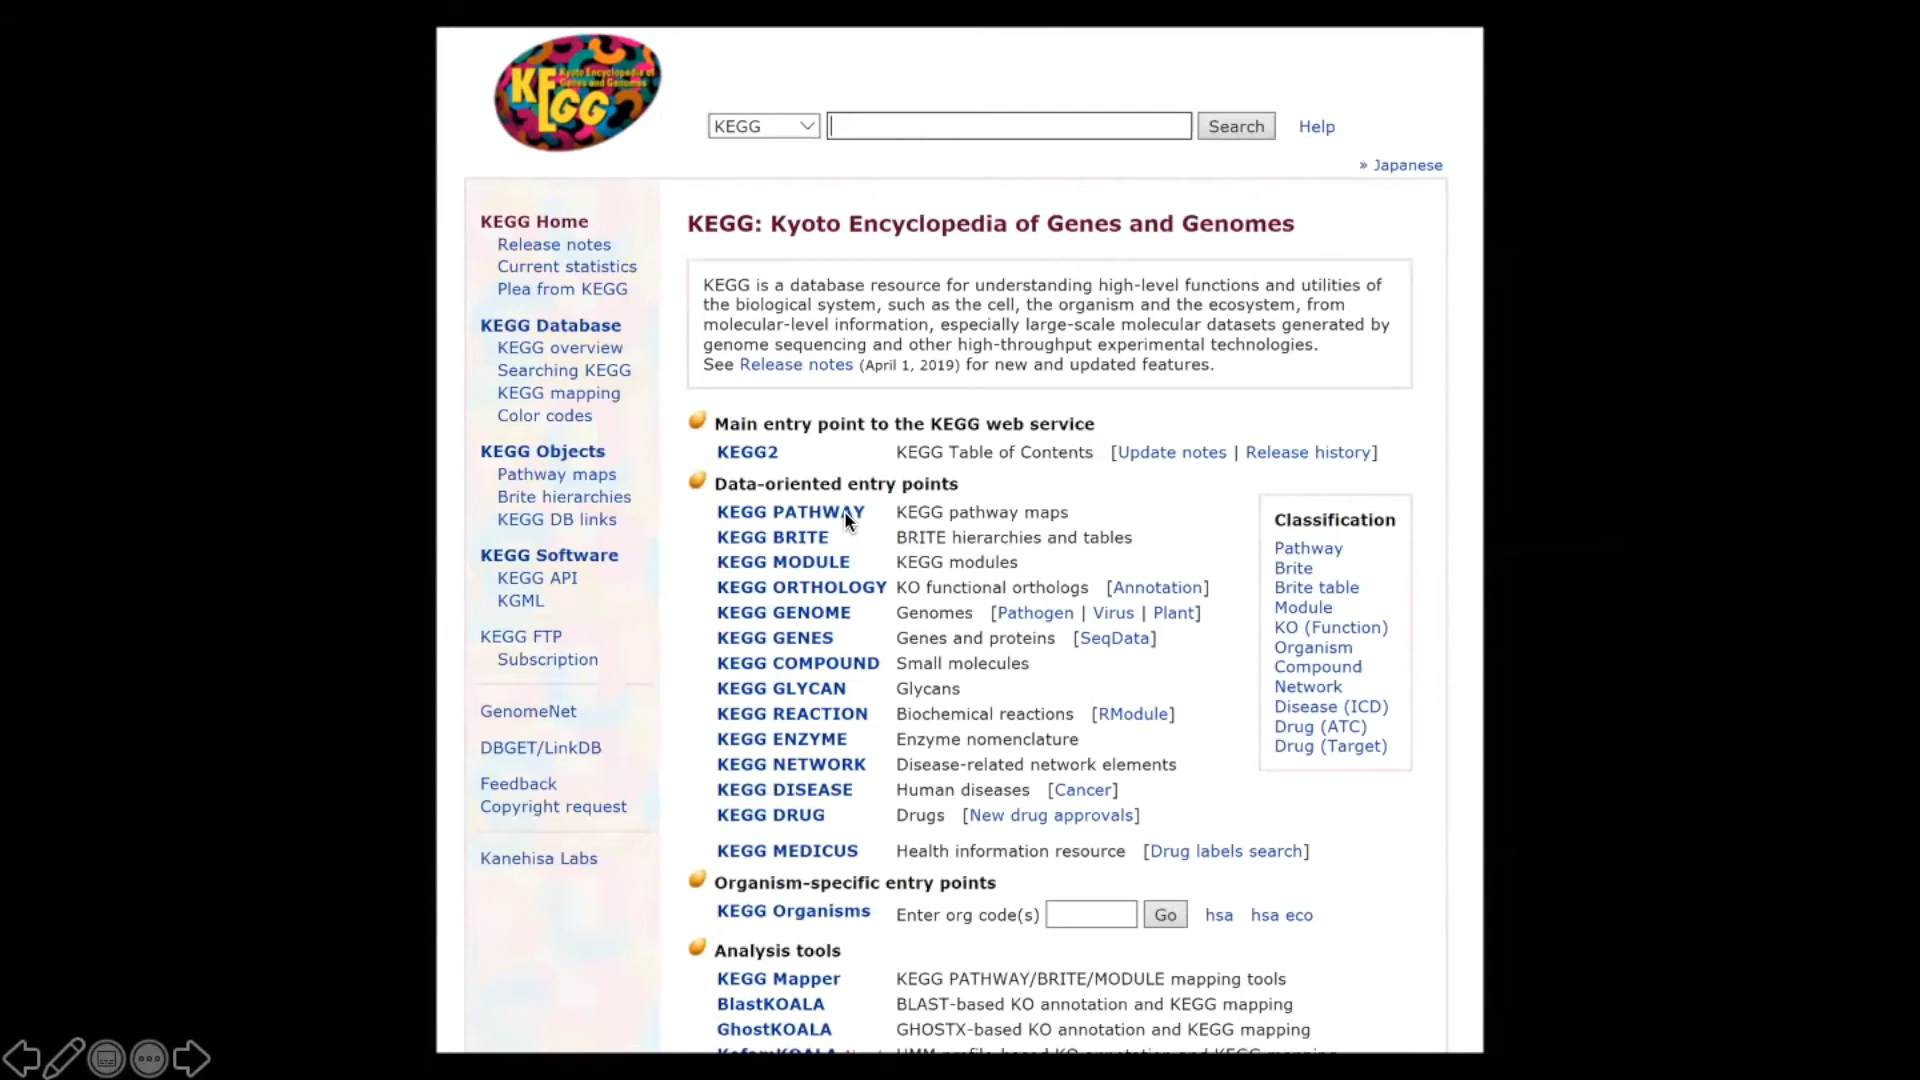 KEGG
Kyoto Encyclopedia of
Genes and Genomes
KEGG
Search
Help
» Japanese
KEGG Home
Release notes
Current statistics
Plea from KEGG
KEGG Database
KEGG overview
Searching KEGG
KEGG mapping
Color codes
KEGG Objects
Pathway maps
Brite hierarchies
KEGG DB links
KEGG Software
KEGG API
KGML
KEGG FTP
Subscription
GenomeNet
DBGET/LinkDB
Feedback
Copyright request
Kanehisa Labs
KEGG: Kyoto Encyclopedia of Genes and Genomes
KEGG is a database resource for understanding high-level functions and utilities of
the biological system, such as the cell, the organism and the ecosystem, from
molecular-level information, especially large-scale molecular datasets generated by
genome sequencing and other high-throughput experimental technologies.
See Release notes (April 1, 2019) for new and updated features.
Main entry point to the KEGG web service
KEGG2 KEGG Table of Contents [Update notes | Release history]
Data-oriented entry points
KEGG PATHWAY KEGG pathway maps
KEGG BRITE BRITE hierarchies and tables
KEGG MODULE KEGG modules
KEGG ORTHOLOGY KO functional orthologs [Annotation]
KEGG GENOME Genomes [Pathogen | Virus | Plant]
KEGG GENES Genes and proteins [SeqData]
KEGG COMPOUND Small molecules
KEGG GLYCAN Glycans
KEGG REACTION Biochemical reactions [RModule]
KEGG ENZYME Enzyme nomenclature
KEGG NETWORK Disease-related network elements
KEGG DISEASE Human diseases [Cancer]
KEGG DRUG Drugs [New drug approvals]
KEGG MEDICUS Health information resource [Drug labels search]
Classification
Pathway
Brite
Brite table
Module
KO (Function)
Organism
Compound
Network
Disease (ICD)
Drug (ATC)
Drug (Target)
Organism-specific entry points
KEGG Organisms Enter org code(s) Go hsa hsa eco
Analysis tools
KEGG Mapper KEGG PATHWAY/BRITE/MODULE mapping tools
BlastKOALA BLAST-based KO annotation and KEGG mapping
GhostKOALA GHOSTX-based KO annotation and KEGG mapping